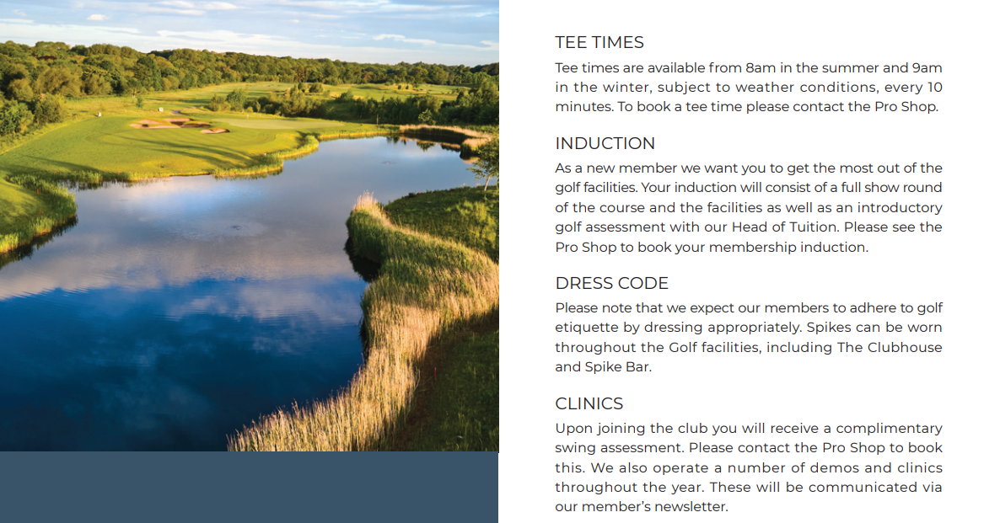 TEE TIMES
Tee times are available from 8am in the summer and 9am
in the winter, subject to weather conditions, every 10
minutes. To book a tee time please contact the Pro Shop.
INDUCTION
As a new member we want you to get the most out of the
golf facilities. Your induction will consist of a full show round
of the course and the facilities as well as an introductory
golf assessment with our Head of Tuition. Please see the
Pro Shop to book your membership induction.
DRESS CODE
Please note that we expect our members to adhere to golf
etiquette by dressing appropriately. Spikes can be worn
throughout the Golf facilities, including The Clubhouse
and Spike Bar.
CLINICS
Upon joining the club you will receive a complimentary
swing assessment. Please contact the Pro Shop to book
this. We also operate a number of demos and clinics
throughout the year. These will be communicated via
our member’s newsletter.